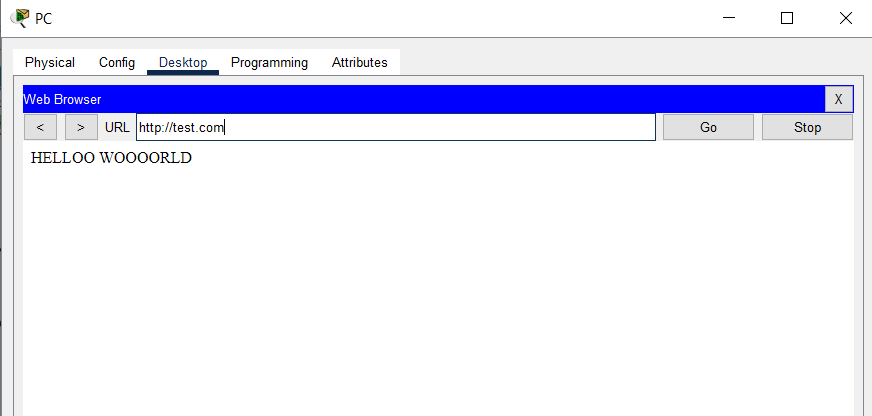 PC
Physical Config Desktop Programming Attributes
Web Browser X
< > URL http://test.com Go Stop
HELLOO WOOOORLD